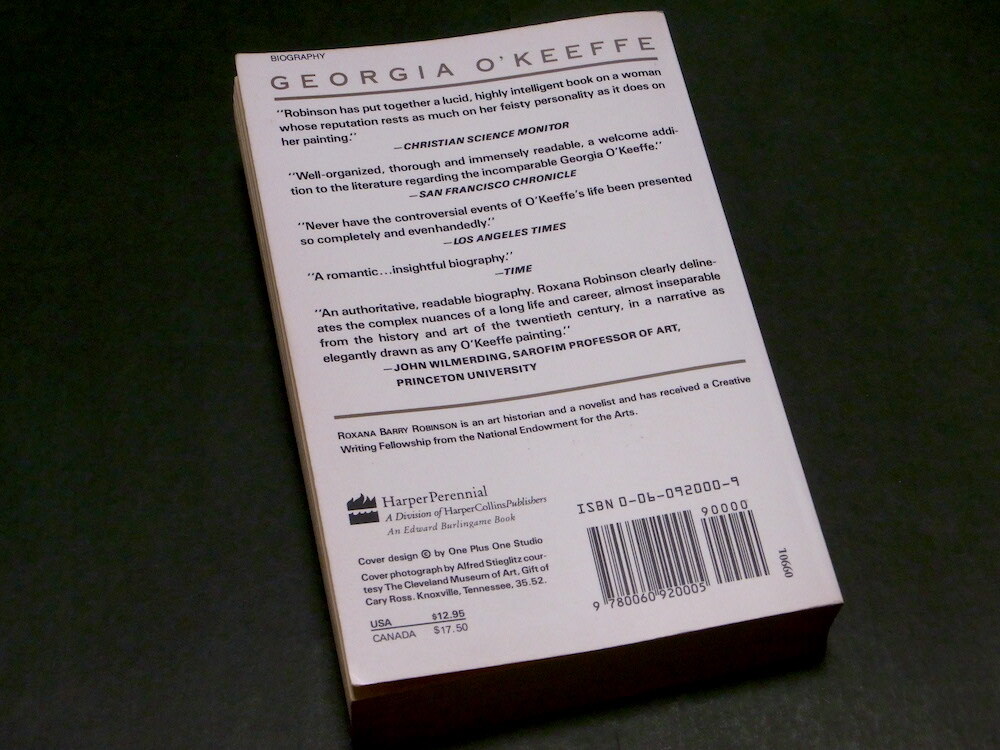 BIOGRAPHY
GEORGIA O'KEEFFE
"Robinson has put together a lucid, highly intelligent book on a woman
whose reputation rests as much on her feisty personality as it does on
her painting."
—CHRISTIAN SCIENCE MONITOR
"Well-organized, thorough and immensely readable, a welcome addi-
tion to the literature regarding the incomparable Georgia O'Keeffe."
—SAN FRANCISCO CHRONICLE
"Never have the controversial events of O'Keeffe's life been presented
so completely and evenhandedly."
—LOS ANGELES TIMES
"A romantic...insightful biography."
—TIME
"An authoritative, readable biography. Roxana Robinson clearly deline-
ates the complex nuances of a long life and career, almost inseparable
from the history and art of the twentieth century, in a narrative as
elegantly drawn as any O'Keeffe painting."
—JOHN WILMERDING, SAROFIM PROFESSOR OF ART,
PRINCETON UNIVERSITY
ROXANA BARRY ROBINSON is an art historian and a novelist and has received a Creative
Writing Fellowship from the National Endowment for the Arts.
HarperPerennial
A Division of HarperCollinsPublishers
An Edward Burlingame Book
Cover design © by One Plus One Studio
Cover photograph by Alfred Stieglitz cour-
tesy The Cleveland Museum of Art, Gift of
Cary Ross. Knoxville, Tennessee, 35.52.
USA $12.95
CANADA $17.50
ISBN 0-06-092000-9
90000
9 780060 920005
10660